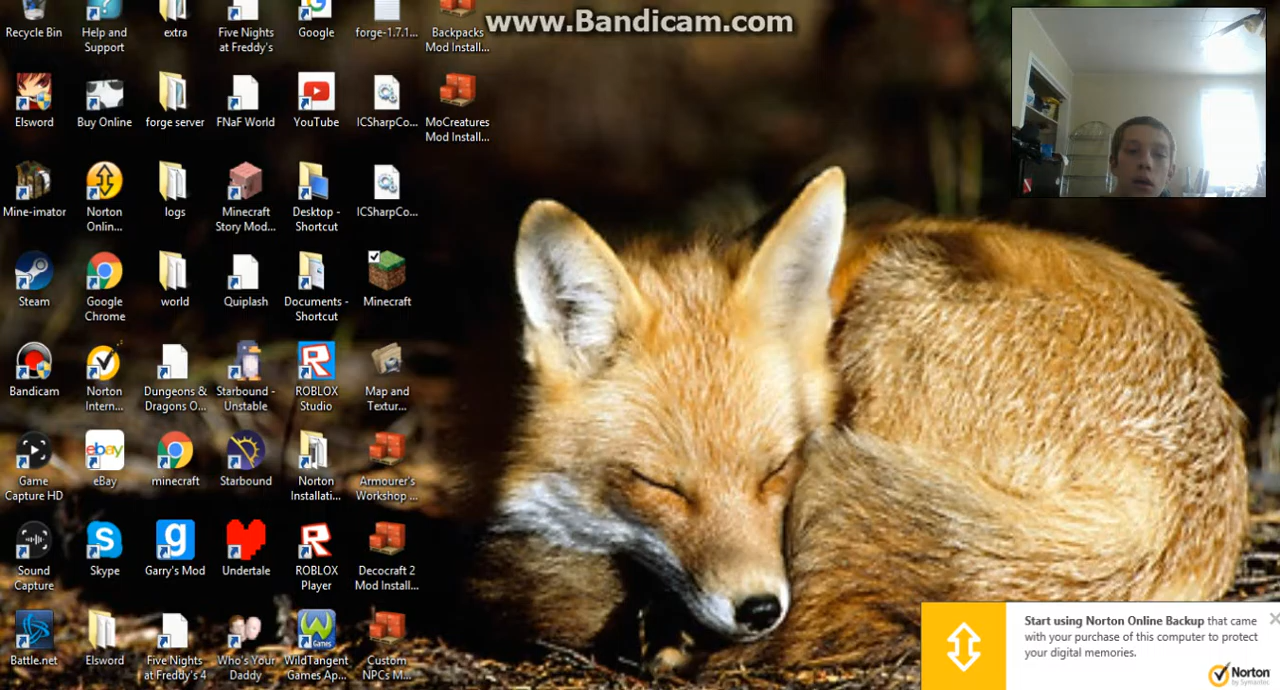 www.Bandicam.com
Recycle Bin
Help and
Support
extra
Five Nights
at Freddy's
Google
forge-1.7.1...
Backpacks
Mod Install...
Elsword
Buy Online
forge server
FNaF World
YouTube
ICSharpCo...
MoCreatures
Mod Install...
Mine-imator
Norton
Onlin...
logs
Minecraft
Story Mod...
Desktop -
Shortcut
ICSharpCo...
Steam
Google
Chrome
world
Quiplash
Documents -
Shortcut
Minecraft
Bandicam
Norton
Intern...
Dungeons &
Dragons O...
Starbound -
Unstable
ROBLOX
Studio
Map and
Textur...
Game
Capture HD
ebay
eBay
minecraft
Starbound
Norton
Installati...
Armourer's
Workshop ...
Sound
Capture
Skype
Garry's Mod
Undertale
ROBLOX
Player
Decocraft 2
Mod Install...
Battle.net
Elsword
Five Nights
at Freddy's 4
Who's Your
Daddy
Games
WildTangent
Games Ap...
Custom
NPCs M...
Start using Norton Online Backup that came
with your purchase of this computer to protect
your digital memories.
Norton
by Symantec